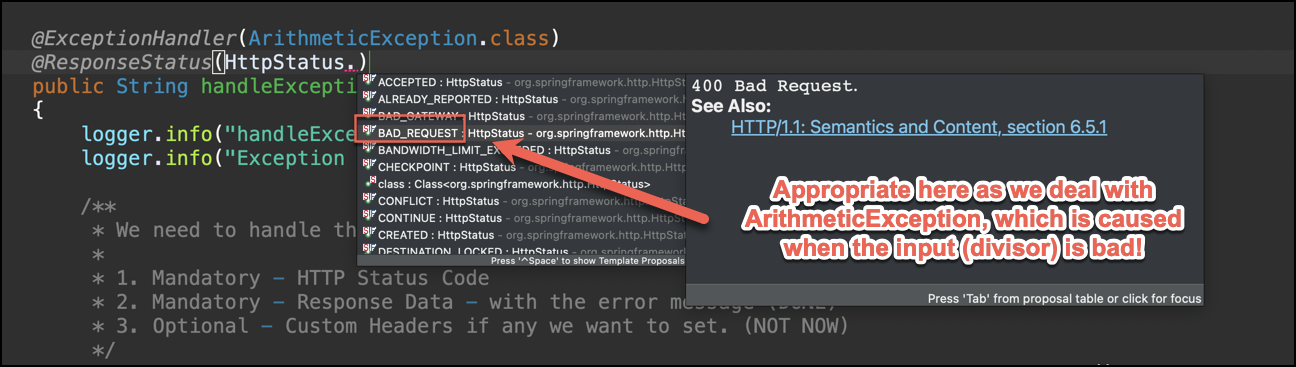 @ExceptionHandler(ArithmeticException.class)
@ResponseStatus(HttpStatus.)
public String handleExcepti
{
logger.info("handleExce
logger.info("Exception
/**
* We need to handle th
*
* 1. Mandatory – HTTP Status Code
* 2. Mandatory – Response Data – with the error message (DONE)
* 3. Optional – Custom Headers if any we want to set. (NOT NOW)
*/
ACCEPTED : HttpStatus - org.springframework.http.HttpStatus
ALREADY_REPORTED : HttpStatus - org.springframework.http.Ht
BAD_GATEWAY : HttpStatus - org.springframework.http.HttpS
BAD_REQUEST : HttpStatus - org.springframework.http.Ht
BANDWIDTH_LIMIT_EXCEEDED : HttpStatus - org.springfram
CHECKPOINT : HttpStatus - org.springframework.http.Http
class : Class<org.springframework.http.HttpStatus>
CONFLICT : HttpStatus - org.springframework.http.HttpSt
CONTINUE : HttpStatus - org.springframework.http.HttpS
CREATED : HttpStatus - org.springframework.http.HttpSt
DESTINATION_LOCKED : HttpStatus - org.springframework
Press '^Space' to show Template Proposals
400 Bad Request.
See Also:
HTTP/1.1: Semantics and Content, section 6.5.1
Appropriate here as we deal with
ArithmeticException, which is caused
when the input (divisor) is bad!
Press 'Tab' from proposal table or click for focus